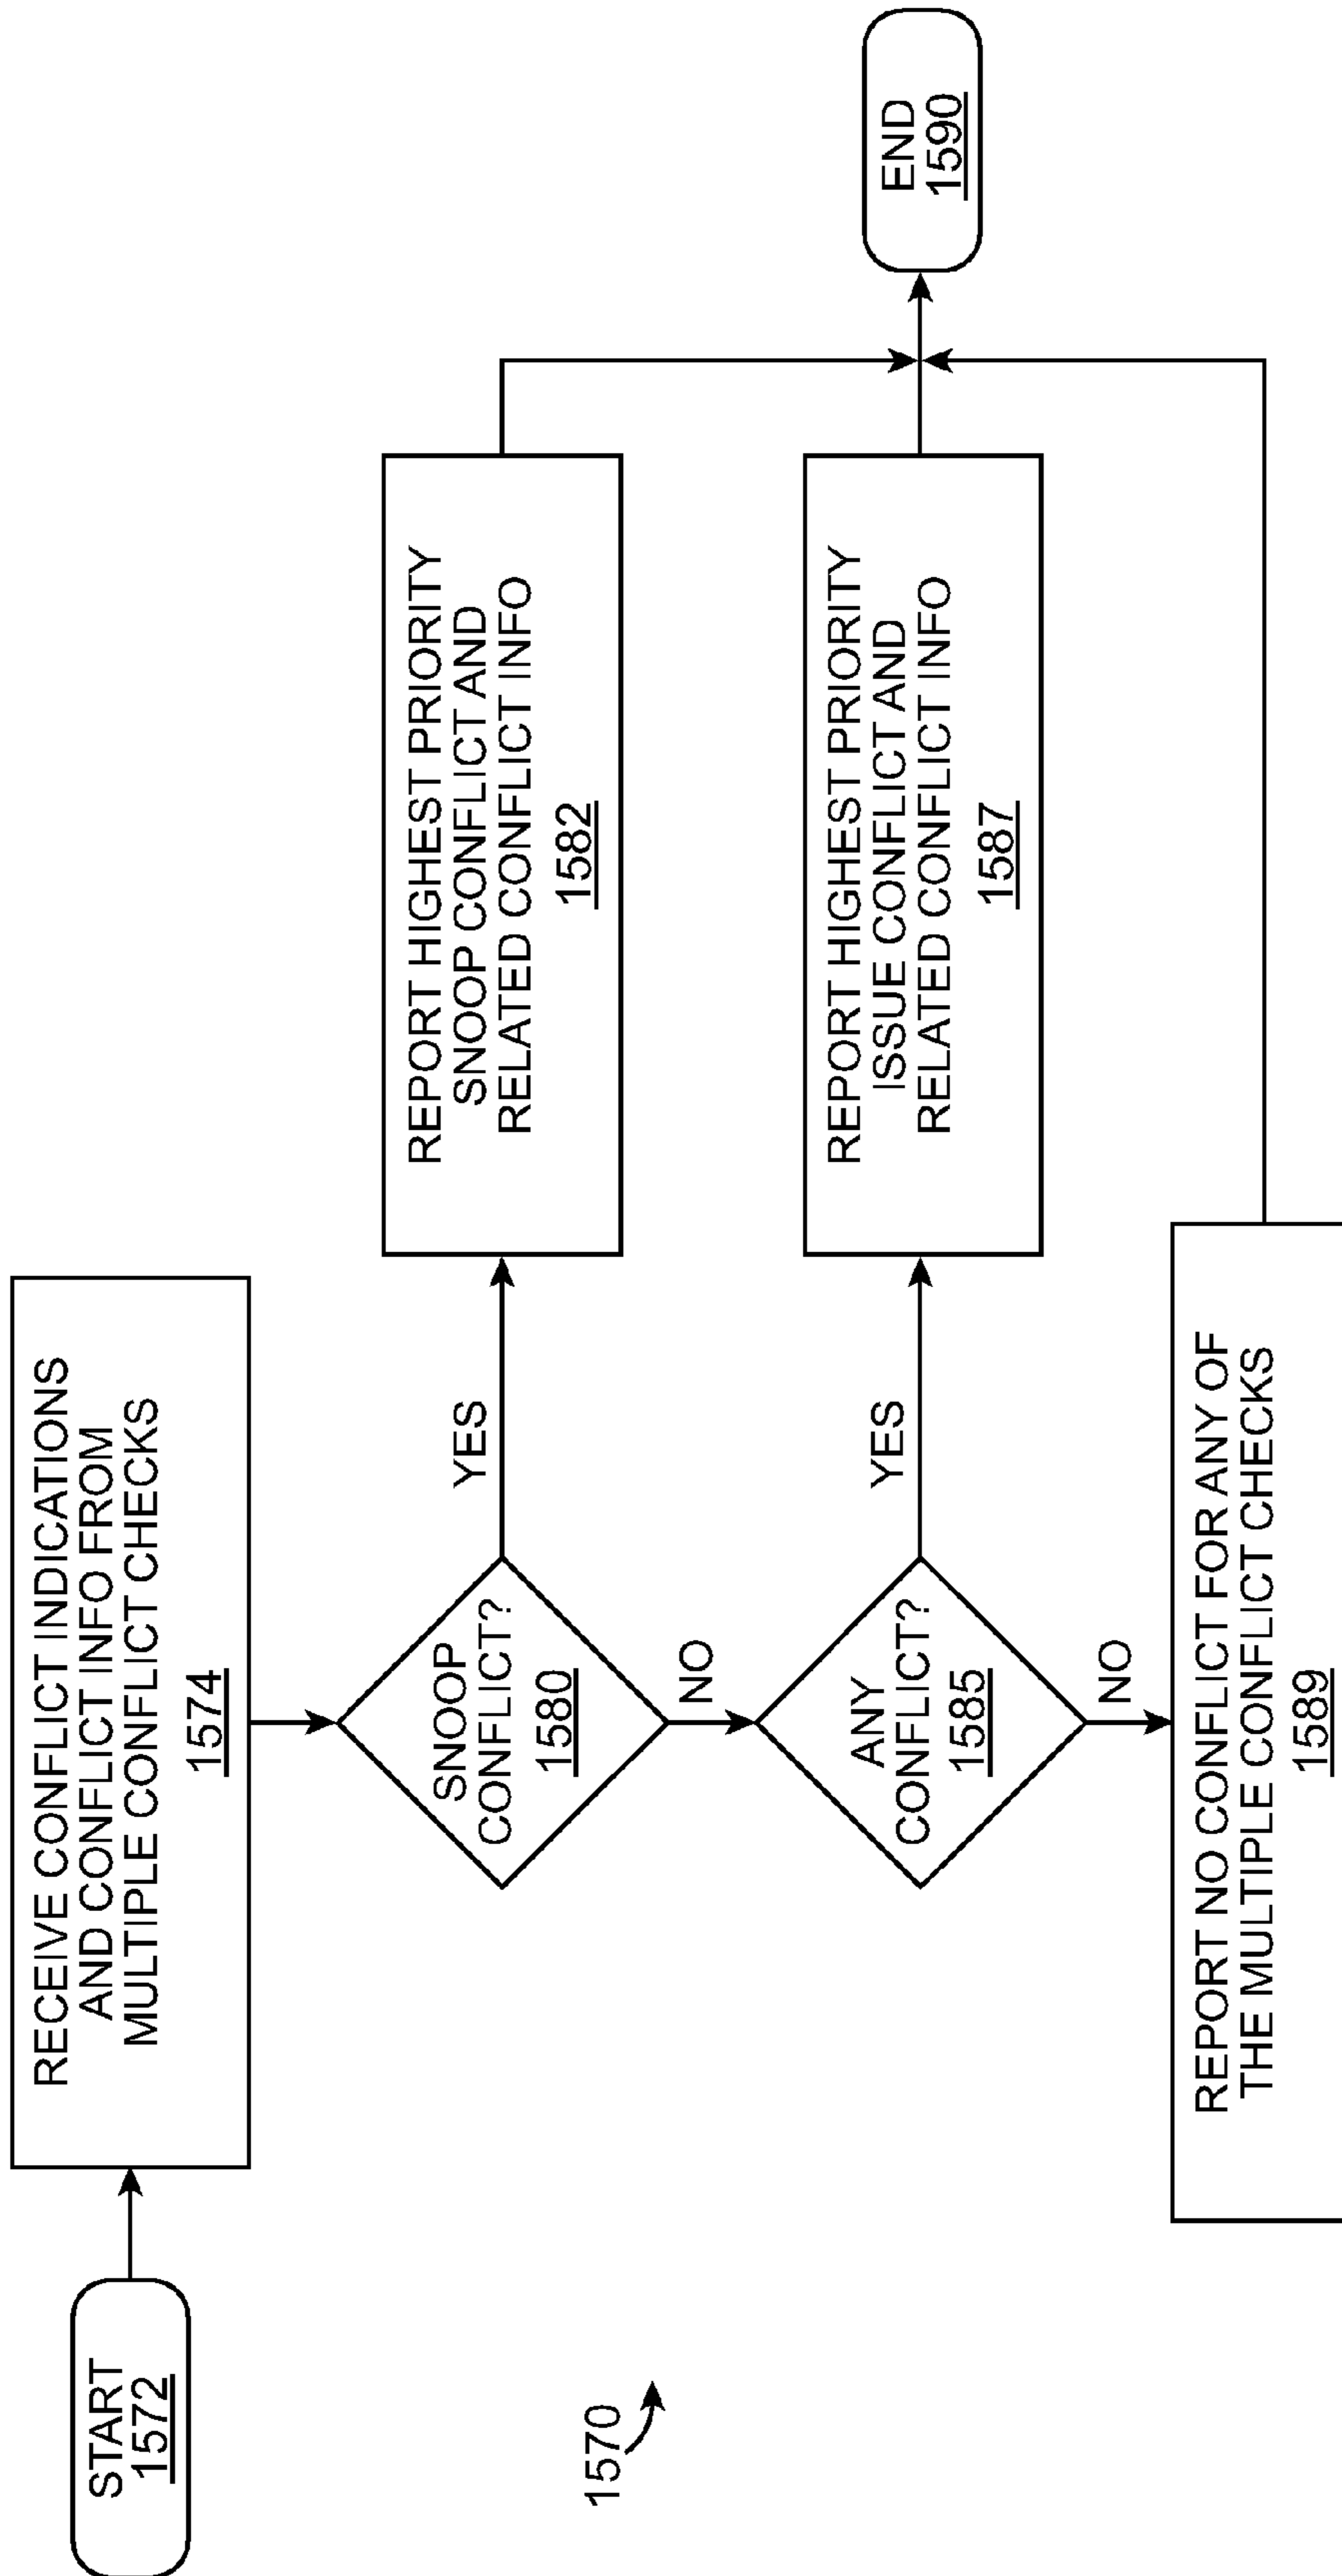 START
1572
RECEIVE CONFLICT INDICATIONS
AND CONFLICT INFO FROM
MULTIPLE CONFLICT CHECKS
1574
SNOOP
CONFLICT?
1580
YES
REPORT HIGHEST PRIORITY
SNOOP CONFLICT AND
RELATED CONFLICT INFO
1582
NO
ANY
CONFLICT?
1585
YES
REPORT HIGHEST PRIORITY
ISSUE CONFLICT AND
RELATED CONFLICT INFO
1587
NO
REPORT NO CONFLICT FOR ANY OF
THE MULTIPLE CONFLICT CHECKS
1589
END
1590
1570